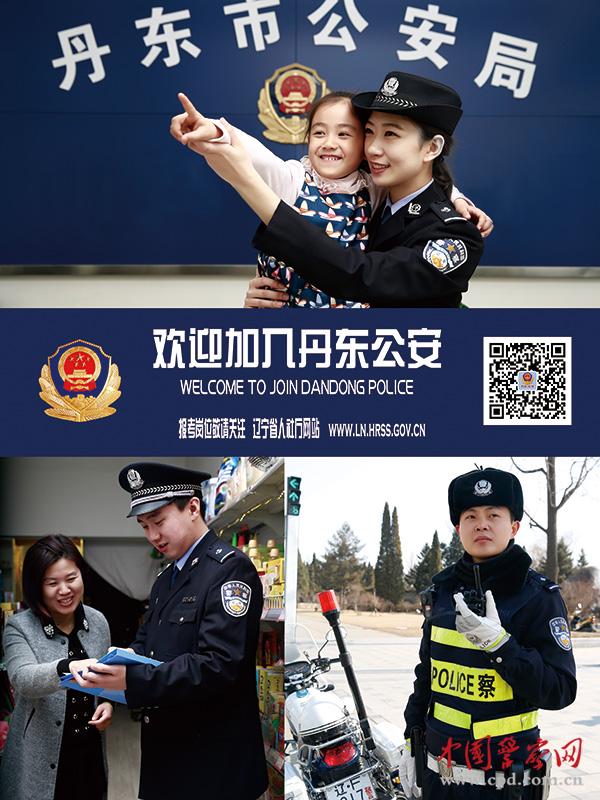 丹东市公安局
欢迎加入丹东公安
WELCOME TO JOIN DANDONG POLICE
报考岗位敬请关注 辽宁省人社厅网站 WWW.LN.HRSS.GOV.CN
POLICE 警察
辽·F
中国警察网
www.cpd.com.cn